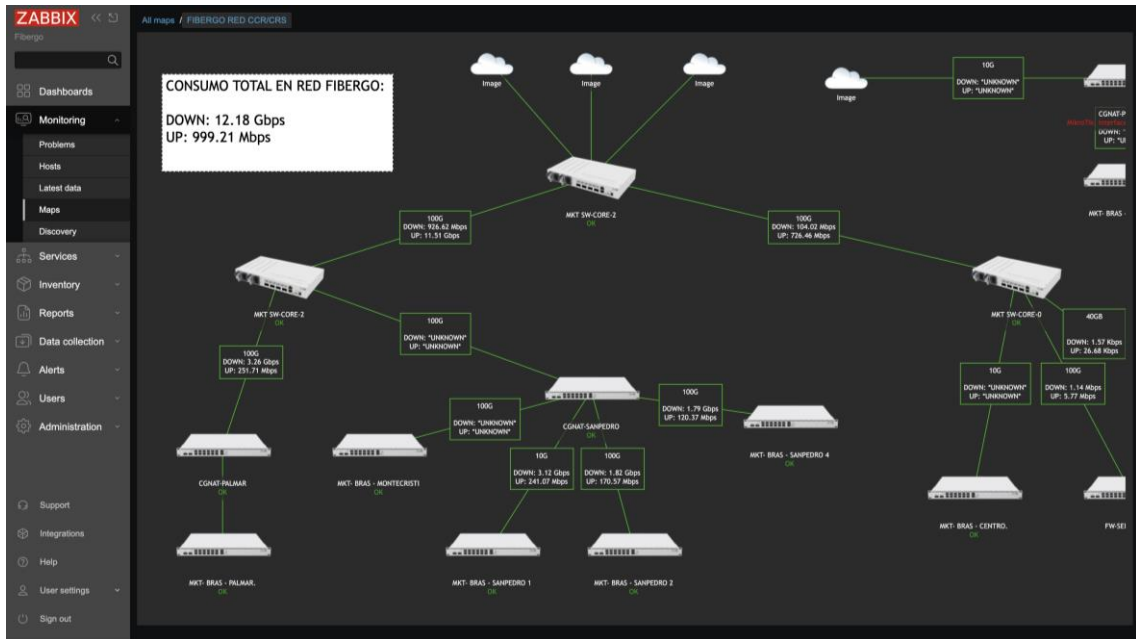 ZABBIX
Fibergo
Dashboards
Monitoring
Problems
Hosts
Latest data
Maps
Discovery
Services
Inventory
Reports
Data collection
Alerts
Users
Administration
Support
Integrations
Help
User settings
Sign out
All maps / FIBERGO RED CCR/CRS
CONSUMO TOTAL EN RED FIBERGO:
DOWN: 12.18 Gbps
UP: 999.21 Mbps
Image
Image
Image
Image
10G
DOWN: *UNKNOWN*
UP: *UNKNOWN*
CGNAT-P
DOWN: *
UP: *U
MKT- BRAS -
MKT SW-CORE-2
OK
100G
DOWN: 926.62 Mbps
UP: 11.51 Gbps
100G
DOWN: 104.02 Mbps
UP: 726.46 Mbps
MKT SW-CORE-2
OK
MKT SW-CORE-0
OK
100G
DOWN: *UNKNOWN*
UP: *UNKNOWN*
40GB
DOWN: 1.57 Kbps
UP: 26.68 Kbps
100G
DOWN: 3.26 Gbps
UP: 251.71 Mbps
10G
DOWN: *UNKNOWN*
UP: *UNKNOWN*
100G
DOWN: 1.14 Mbps
UP: 5.77 Mbps
100G
DOWN: *UNKNOWN*
UP: *UNKNOWN*
CGNAT-SANPEDRO
OK
100G
DOWN: 1.79 Gbps
UP: 120.37 Mbps
10G
DOWN: 3.12 Gbps
UP: 241.07 Mbps
100G
DOWN: 1.82 Gbps
UP: 170.57 Mbps
CGNAT-PALMAR
OK
MKT- BRAS - MONTECRISTI
OK
MKT- BRAS - SANPEDRO 4
OK
MKT- BRAS - CENTRO.
OK
FW-SE
MKT- BRAS - PALMAR.
OK
MKT- BRAS - SANPEDRO 1
OK
MKT- BRAS - SANPEDRO 2
OK